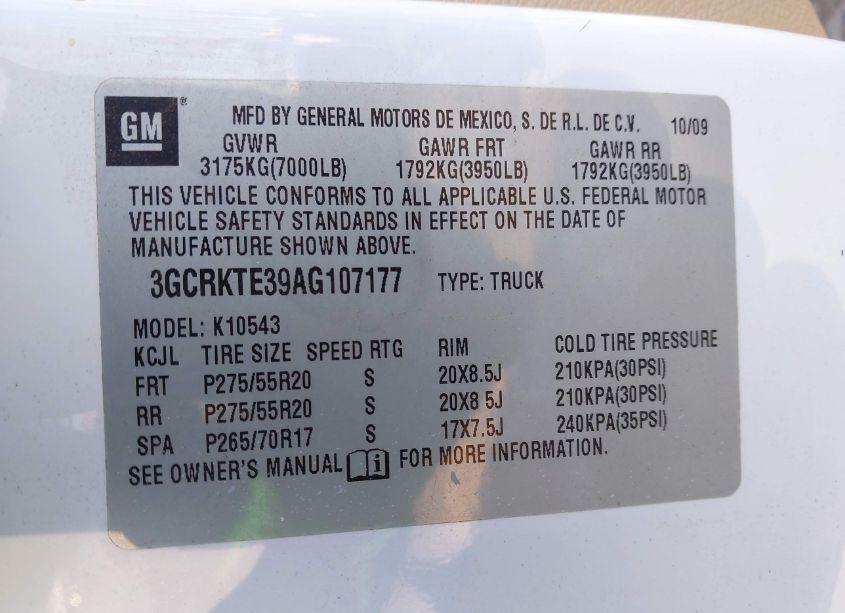 GM® MFD BY GENERAL MOTORS DE MEXICO, S. DE R.L. DE C.V. 10/09
GVWR GAWR FRT GAWR RR
3175KG(7000LB) 1792KG(3950LB) 1792KG(3950LB)
THIS VEHICLE CONFORMS TO ALL APPLICABLE U.S. FEDERAL MOTOR
VEHICLE SAFETY STANDARDS IN EFFECT ON THE DATE OF
MANUFACTURE SHOWN ABOVE.
3GCRKTE39AG107177 TYPE: TRUCK
MODEL: K10543
KCJL TIRE SIZE SPEED RTG RIM COLD TIRE PRESSURE
FRT P275/55R20 S 20X8.5J 210KPA(30PSI)
RR P275/55R20 S 20X8 5J 210KPA(30PSI)
SPA P265/70R17 S 17X7.5J 240KPA(35PSI)
SEE OWNER'S MANUAL i FOR MORE INFORMATION.